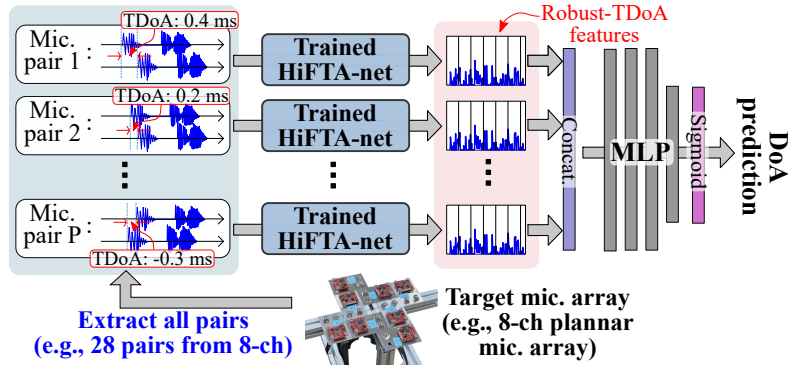 Mic.
pair 1 :
TDoA: 0.4 ms
Trained
HiFTA-net
Robust-TDoA
features
Mic.
pair 2 :
TDoA: 0.2 ms
Trained
HiFTA-net
Mic.
pair P :
TDoA: -0.3 ms
Trained
HiFTA-net
Concat.
MLP
Sigmoid
DoA
prediction
Extract all pairs
(e.g., 28 pairs from 8-ch)
Target mic. array
(e.g., 8-ch plannar
mic. array)